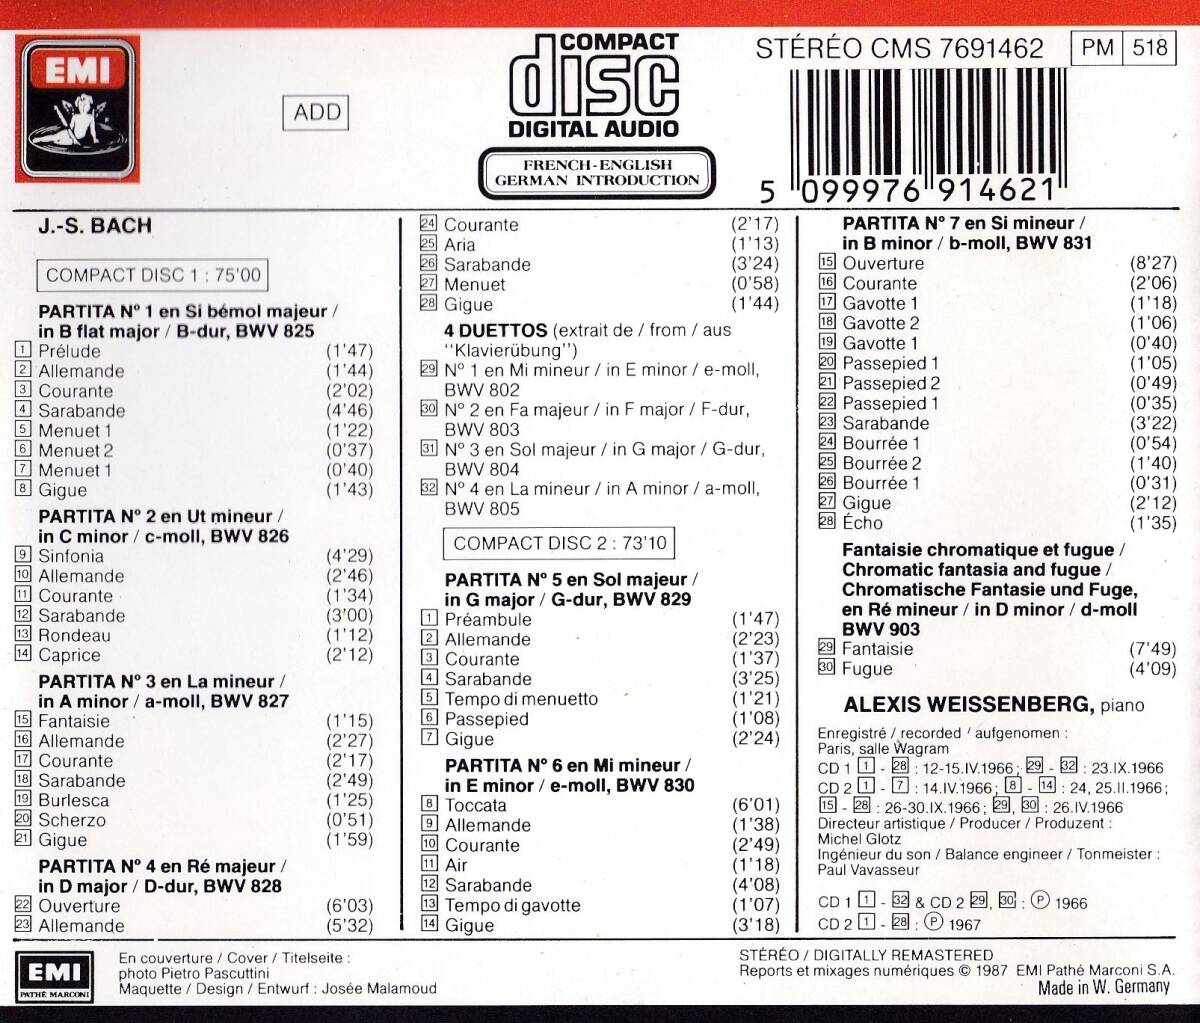 EMI
ADD
COMPACT
disc
DIGITAL AUDIO
FRENCH-ENGLISH
GERMAN INTRODUCTION
STÉRÉO CMS 7691462
PM 518
5 099976 914621
J.-S. BACH
COMPACT DISC 1 : 75'00
PARTITA Nº 1 en Si bémol majeur /
in B flat major / B-dur, BWV 825
1 Prélude (1'47)
2 Allemande (1'44)
3 Courante (2'02)
4 Sarabande (4'46)
5 Menuet 1 (1'22)
6 Menuet 2 (0'37)
7 Menuet 1 (0'40)
8 Gigue (1'43)
PARTITA Nº 2 en Ut mineur /
in C minor / c-moll, BWV 826
9 Sinfonia (4'29)
10 Allemande (2'46)
11 Courante (1'34)
12 Sarabande (3'00)
13 Rondeau (1'12)
14 Caprice (2'12)
PARTITA Nº 3 en La mineur /
in A minor / a-moll, BWV 827
15 Fantaisie (1'15)
16 Allemande (2'27)
17 Courante (2'17)
18 Sarabande (2'49)
19 Burlesca (1'25)
20 Scherzo (0'51)
21 Gigue (1'59)
PARTITA Nº 4 en Ré majeur /
in D major / D-dur, BWV 828
22 Ouverture (6'03)
23 Allemande (5'32)
24 Courante (2'17)
25 Aria (1'13)
26 Sarabande (3'24)
27 Menuet (0'58)
28 Gigue (1'44)
4 DUETTOS (extrait de / from / aus
"Klavierübung")
29 Nº 1 en Mi mineur / in E minor / e-moll,
BWV 802
30 Nº 2 en Fa majeur / in F major / F-dur,
BWV 803
31 Nº 3 en Sol majeur / in G major / G-dur,
BWV 804
32 Nº 4 en La mineur / in A minor / a-moll,
BWV 805
COMPACT DISC 2 : 73'10
PARTITA Nº 5 en Sol majeur /
in G major / G-dur, BWV 829
1 Préambule (1'47)
2 Allemande (2'23)
3 Courante (1'37)
4 Sarabande (3'25)
5 Tempo di menuetto (1'21)
6 Passepied (1'08)
7 Gigue (2'24)
PARTITA Nº 6 en Mi mineur /
in E minor / e-moll, BWV 830
8 Toccata (6'01)
9 Allemande (1'38)
10 Courante (2'49)
11 Air (1'18)
12 Sarabande (4'08)
13 Tempo di gavotte (1'07)
14 Gigue (3'18)
PARTITA Nº 7 en Si mineur /
in B minor / b-moll, BWV 831
15 Ouverture (8'27)
16 Courante (2'06)
17 Gavotte 1 (1'18)
18 Gavotte 2 (1'06)
19 Gavotte 1 (0'40)
20 Passepied 1 (1'05)
21 Passepied 2 (0'49)
22 Passepied 1 (0'35)
23 Sarabande (3'22)
24 Bourrée 1 (0'54)
25 Bourrée 2 (1'40)
26 Bourrée 1 (0'31)
27 Gigue (2'12)
28 Écho (1'35)
Fantaisie chromatique et fugue /
Chromatic fantasia and fugue /
Chromatische Fantasie und Fuge,
en Ré mineur / in D minor / d-moll
BWV 903
29 Fantaisie (7'49)
30 Fugue (4'09)
ALEXIS WEISSENBERG, piano
Enregistré / recorded / aufgenomen :
Paris, salle Wagram
CD 1 1 - 28 : 12-15.IV.1966 ; 29 - 32 : 23.IX.1966
CD 2 1 - 7 : 14.IV.1966 ; 8 - 14 : 24, 25.II.1966 ;
15 - 28 : 26-30.IX.1966 ; 29, 30 : 26.IV.1966
Directeur artistique / Producer / Produzent :
Michel Glotz
Ingénieur du son / Balance engineer / Tonmeister :
Paul Vavasseur
CD 1 1 - 32 & CD 2 29, 30 : ℗ 1966
CD 2 1 - 28 : ℗ 1967
EMI
PATHÉ MARCONI
En couverture / Cover / Titelseite :
photo Pietro Pascuttini
Maquette / Design / Entwurf : Josée Malamoud
STÉRÉO / DIGITALLY REMASTERED
Reports et mixages numériques © 1987 EMI Pathé Marconi S.A.
Made in W. Germany